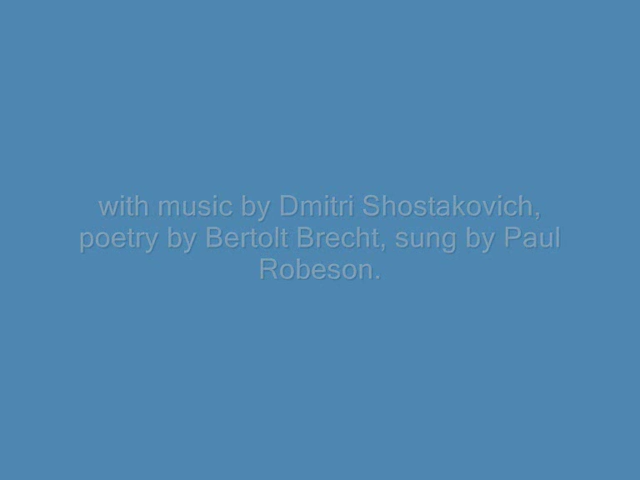 with music by Dmitri Shostakovich,
poetry by Bertolt Brecht, sung by Paul
Robeson.